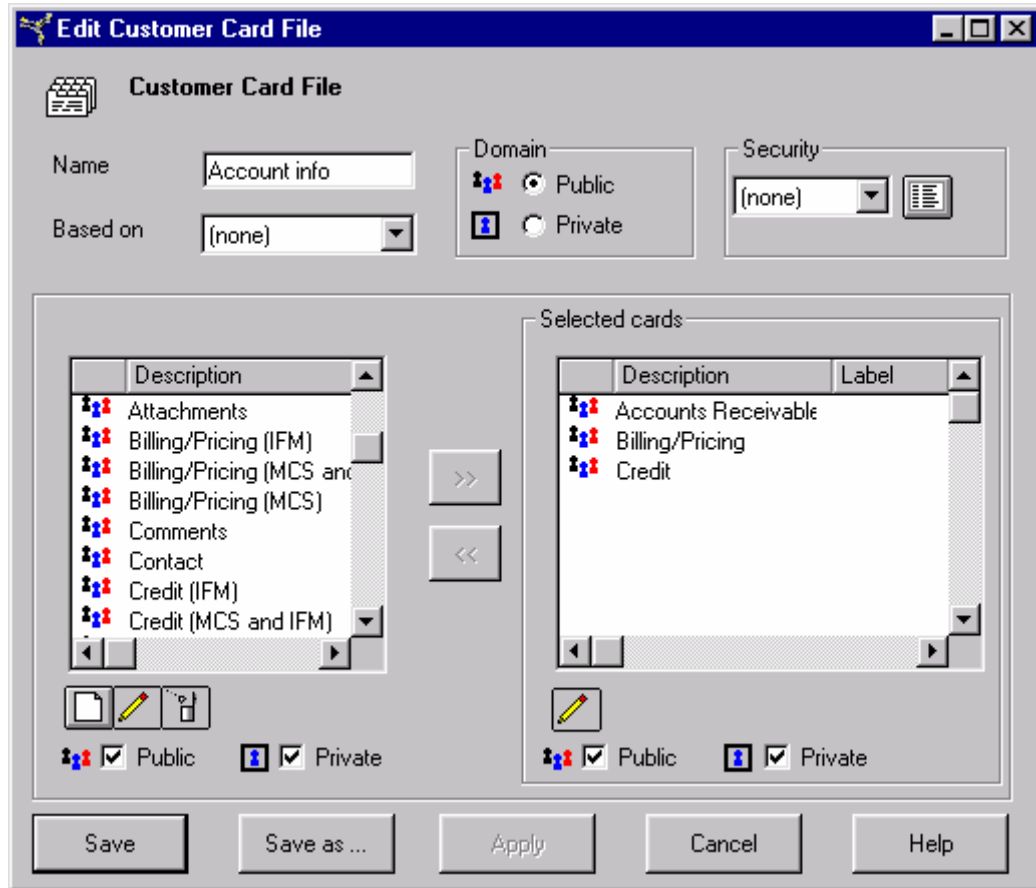 Edit Customer Card File
Customer Card File
Name
Account info
Based on
(none)
Domain
Public
Private
Security
(none)
Description
Attachments
Billing/Pricing (IFM)
Billing/Pricing (MCS and
Billing/Pricing (MCS)
Comments
Contact
Credit (IFM)
Credit (MCS and IFM)
>>
<<
Selected cards
Description Label
Accounts Receivable
Billing/Pricing
Credit
Public Private
Public Private
Save Save as ... Apply Cancel Help